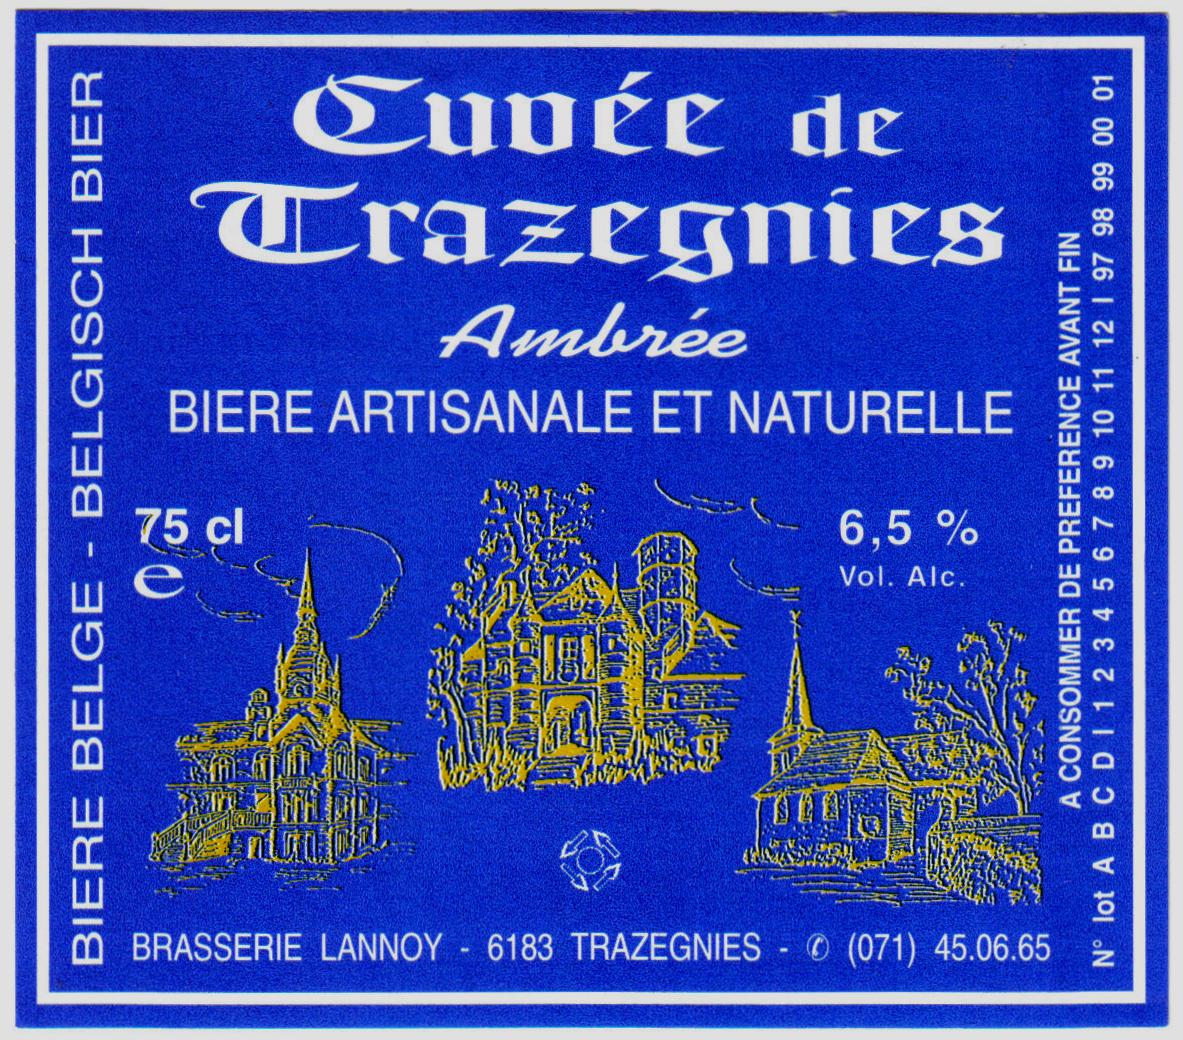 Cuvée de
Trazegnies
Ambrée
BIERE ARTISANALE ET NATURELLE
75 cl
e
6,5 %
Vol. Alc.
BRASSERIE LANNOY - 6183 TRAZEGNIES - ✆ (071) 45.06.65
BIERE BELGE - BELGISCH BIER
A CONSOMMER DE PREFERENCE AVANT FIN
N° lot A B C D I 1 2 3 4 5 6 7 8 9 10 11 12 I 97 98 99 00 01